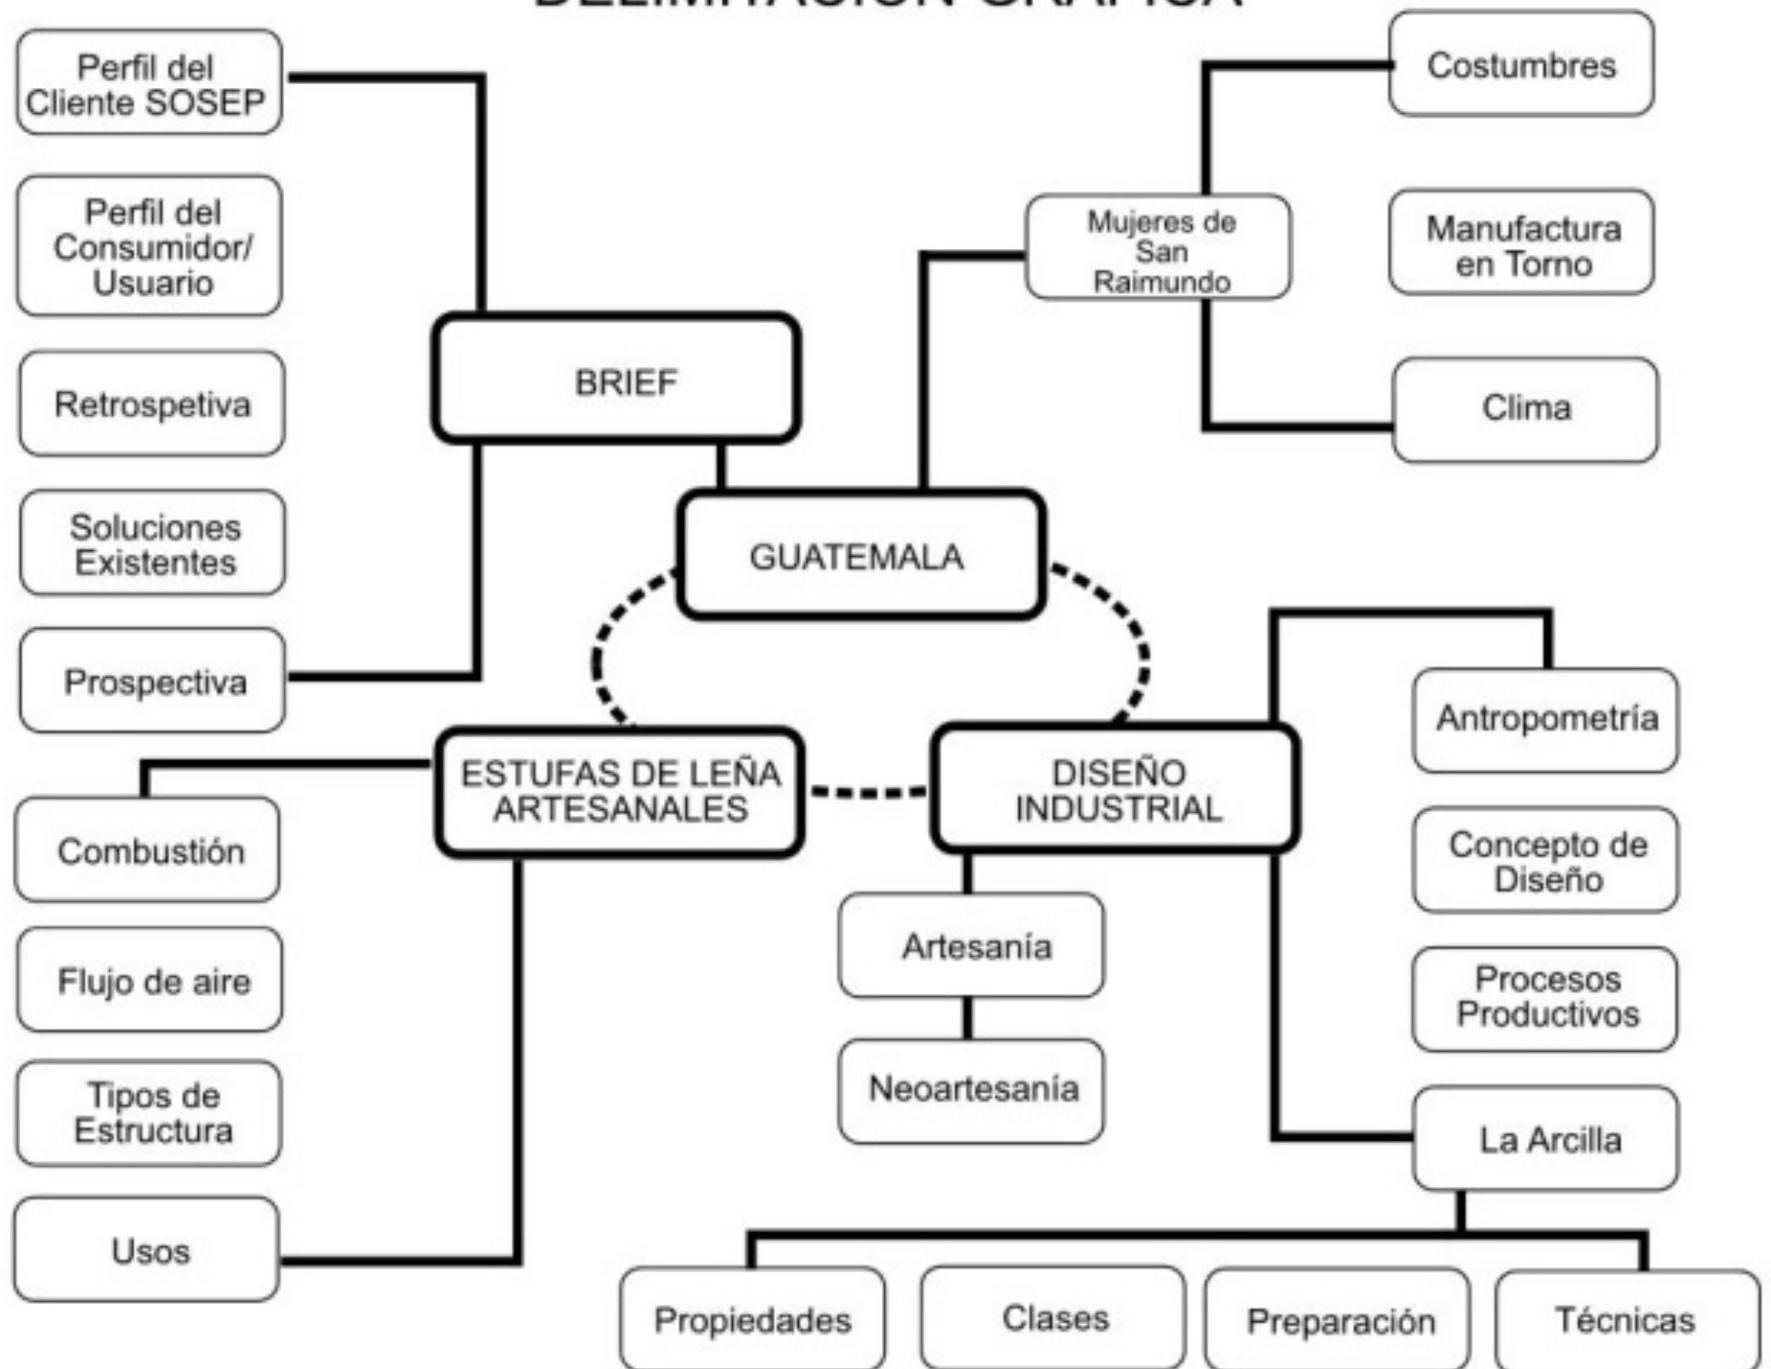 DELIMITACIÓN GRÁFICA
Perfil del
Cliente SOSEP
Perfil del
Consumidor/
Usuario
Retrospetiva
Soluciones
Existentes
Prospectiva
BRIEF
GUATEMALA
Mujeres de
San
Raimundo
Costumbres
Manufactura
en Torno
Clima
ESTUFAS DE LEÑA
ARTESANALES
Combustión
Flujo de aire
Tipos de
Estructura
Usos
DISEÑO
INDUSTRIAL
Artesanía
Neoartesanía
Antropometría
Concepto de
Diseño
Procesos
Productivos
La Arcilla
Propiedades
Clases
Preparación
Técnicas